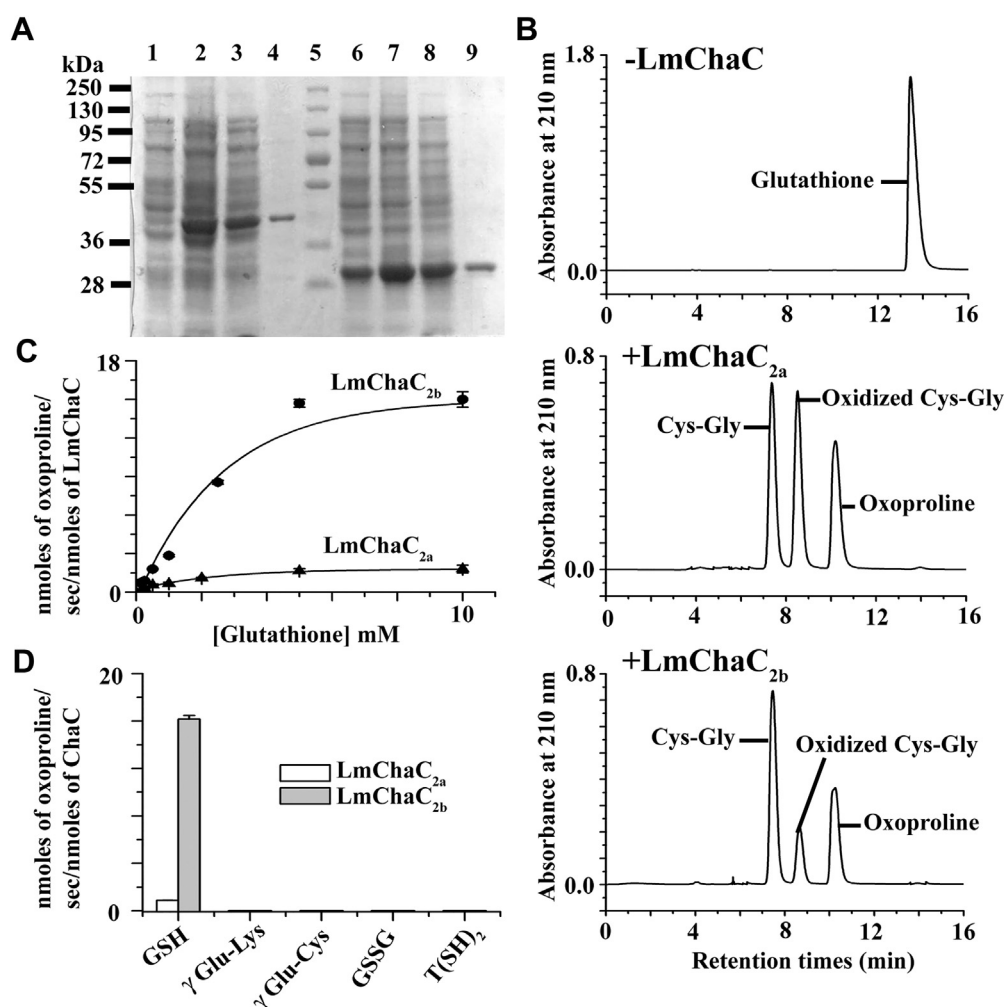 A
1 2 3 4 5 6 7 8 9
kDa
250
130
95
72
55
36
28
B
-LmChaC
Absorbance at 210 nm
1.8
0.0
Glutathione
0 4 8 12 16
+LmChaC2a
Absorbance at 210 nm
0.8
0.0
Cys-Gly
Oxidized Cys-Gly
Oxoproline
0 4 8 12 16
+LmChaC2b
Absorbance at 210 nm
0.8
0.0
Cys-Gly
Oxidized Cys-Gly
Oxoproline
0 4 8 12 16
Retention times (min)
C
nmoles of oxoproline/
sec/nmoles of LmChaC
18
0
LmChaC2b
LmChaC2a
0 10
[Glutathione] mM
D
nmoles of oxoproline/
sec/nmoles of ChaC
20
0
LmChaC2a
LmChaC2b
GSH
γ Glu-Lys
γ Glu-Cys
GSSG
T(SH)2